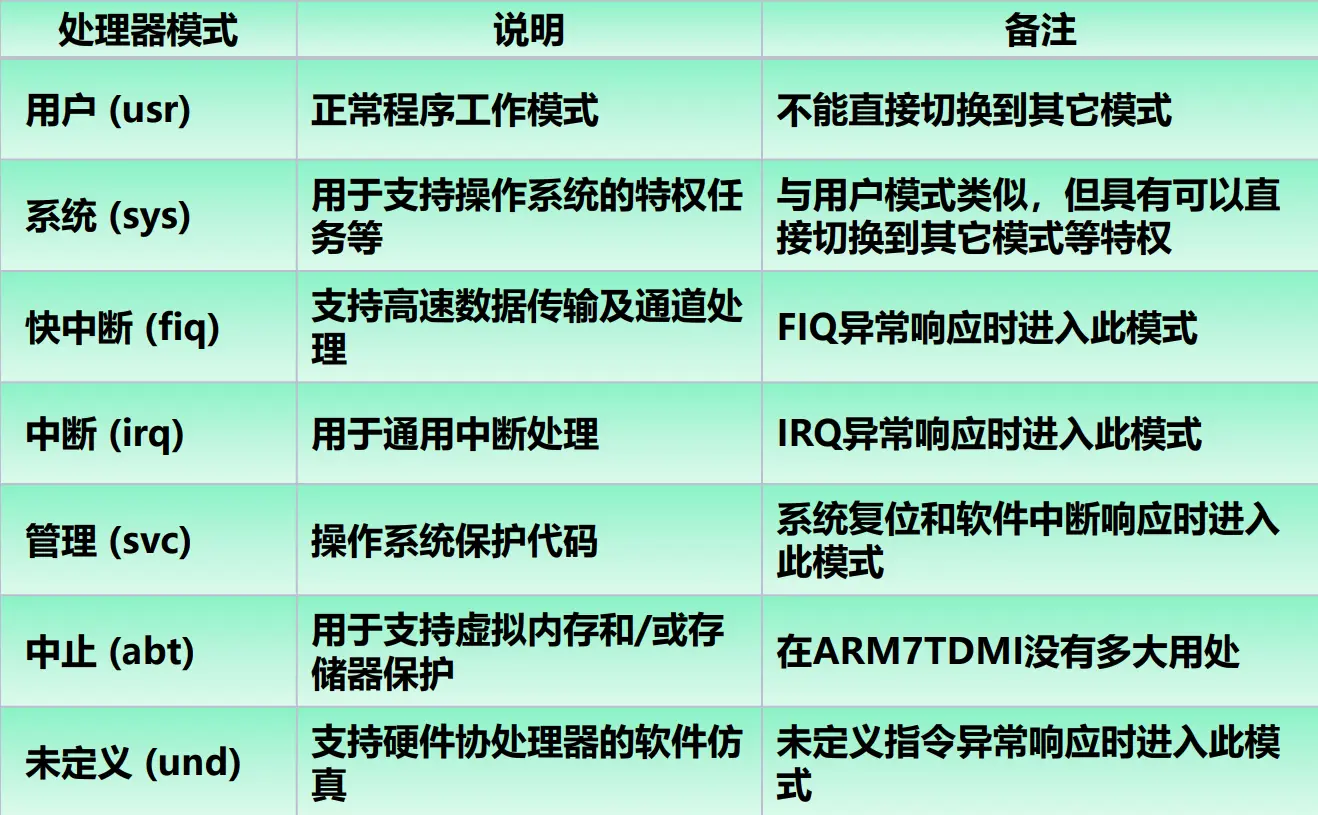 处理器模式
说明
备注
用户 (usr)
正常程序工作模式
不能直接切换到其它模式
系统 (sys)
用于支持操作系统的特权任
务等
与用户模式类似，但具有可以直
接切换到其它模式等特权
快中断 (fiq)
支持高速数据传输及通道处
理
FIQ异常响应时进入此模式
中断 (irq)
用于通用中断处理
IRQ异常响应时进入此模式
管理 (svc)
操作系统保护代码
系统复位和软件中断响应时进入
此模式
中止 (abt)
用于支持虚拟内存和/或存
储器保护
在ARM7TDMI没有多大用处
未定义 (und)
支持硬件协处理器的软件仿
真
未定义指令异常响应时进入此模
式